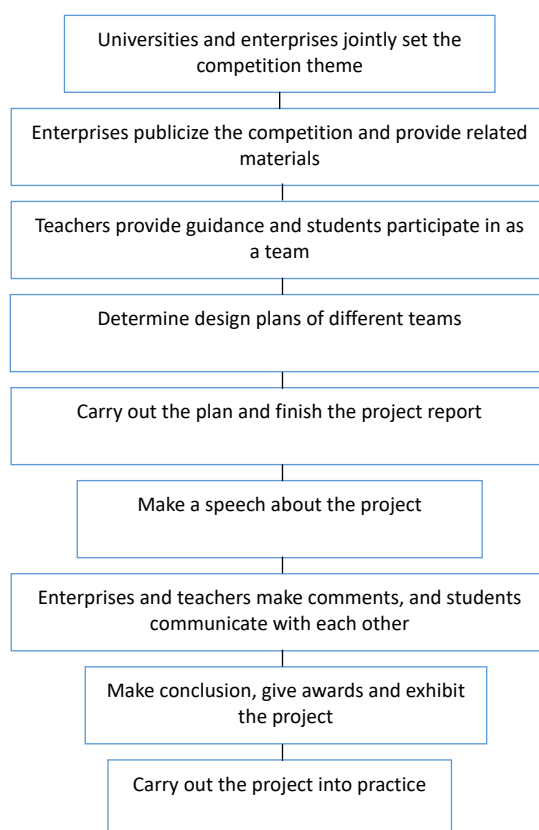 Universities and enterprises jointly set the
competition theme
Enterprises publicize the competition and provide related
materials
Teachers provide guidance and students participate in as
a team
Determine design plans of different teams
Carry out the plan and finish the project report
Make a speech about the project
Enterprises and teachers make comments, and students
communicate with each other
Make conclusion, give awards and exhibit
the project
Carry out the project into practice